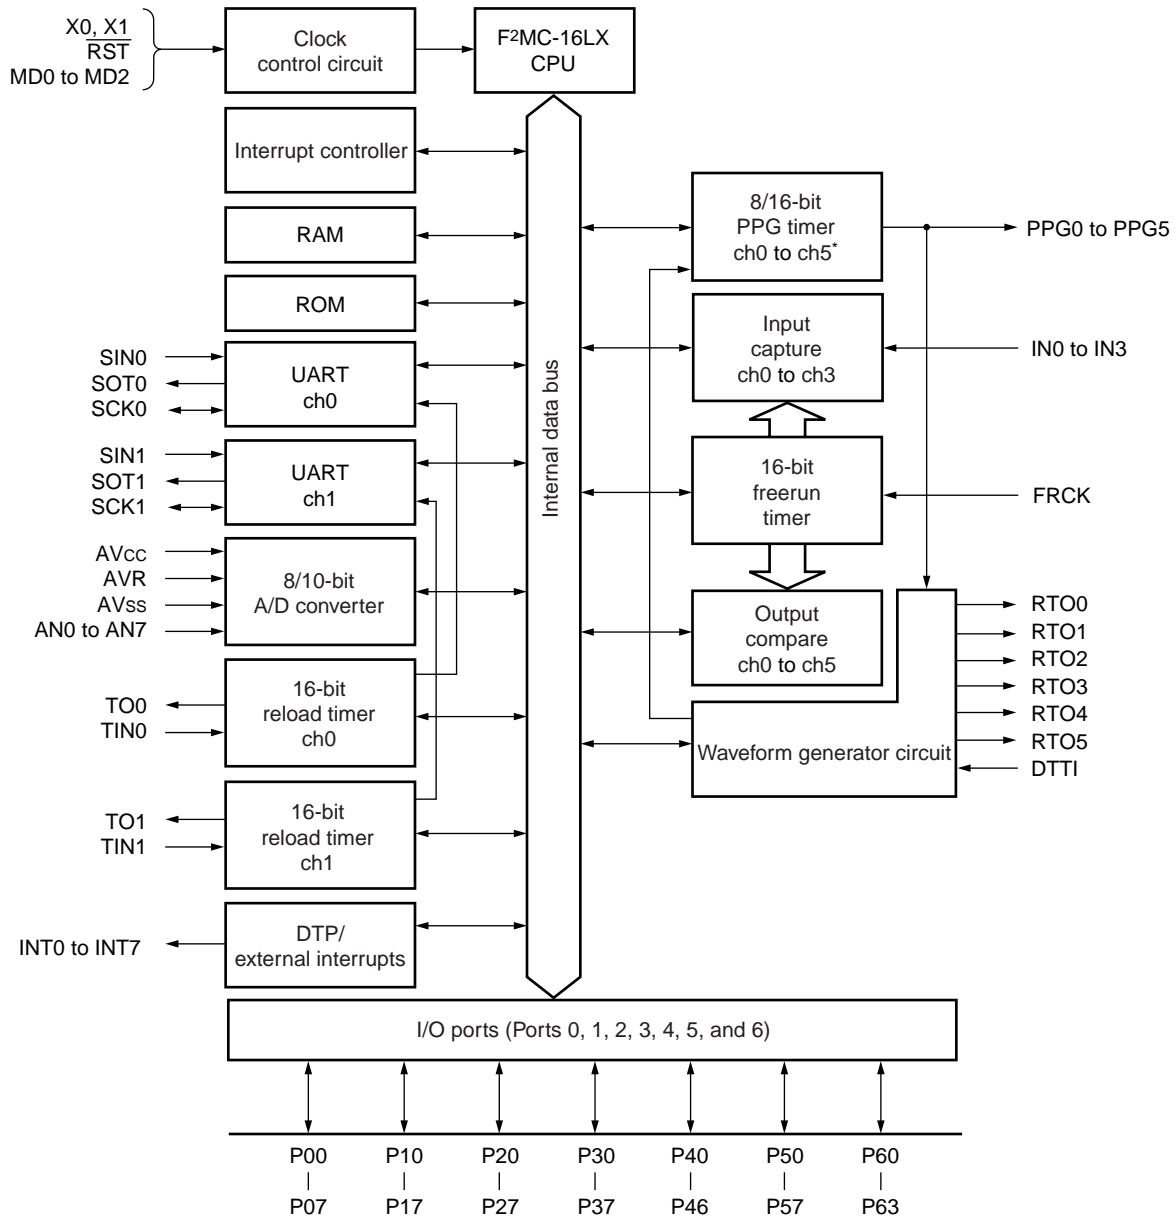 X0, X1
RST
MD0 to MD2
Clock
control circuit
F²MC-16LX
CPU
Interrupt controller
RAM
ROM
SIN0
SOT0
SCK0
UART
ch0
SIN1
SOT1
SCK1
UART
ch1
AVCC
AVR
AVSS
AN0 to AN7
8/10-bit
A/D converter
TO0
TIN0
16-bit
reload timer
ch0
TO1
TIN1
16-bit
reload timer
ch1
INT0 to INT7
DTP/
external interrupts
Internal data bus
8/16-bit
PPG timer
ch0 to ch5*
PPG0 to PPG5
Input
capture
ch0 to ch3
IN0 to IN3
16-bit
freerun
timer
FRCK
Output
compare
ch0 to ch5
Waveform generator circuit
RTO0
RTO1
RTO2
RTO3
RTO4
RTO5
DTTI
I/O ports (Ports 0, 1, 2, 3, 4, 5, and 6)
P00 P10 P20 P30 P40 P50 P60
P07 P17 P27 P37 P46 P57 P63